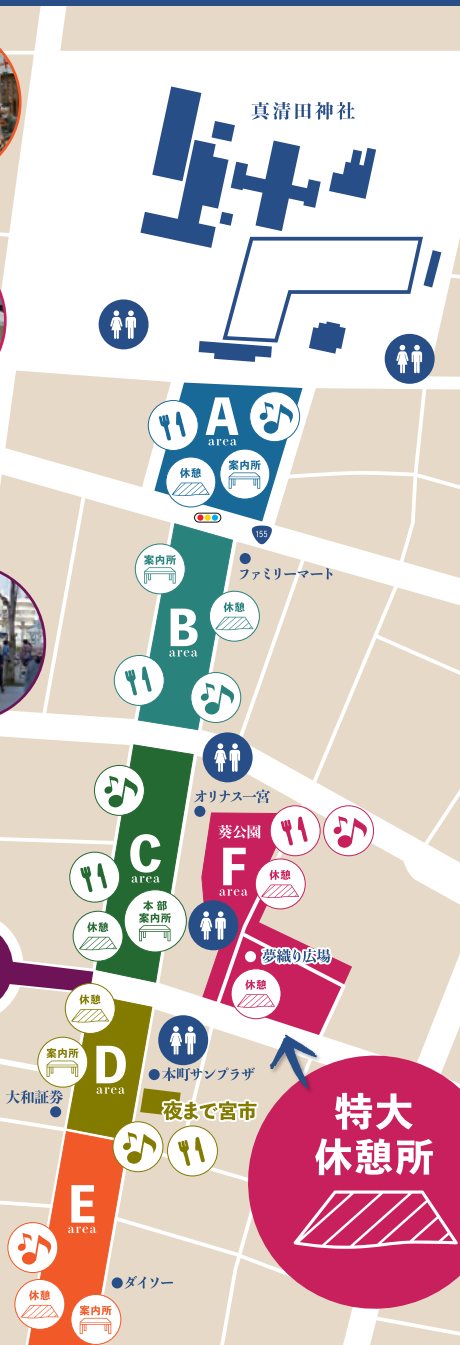 真清田神社
A
area
休憩
案内所
155
ファミリーマート
案内所
休憩
B
area
オリナス一宮
葵公園
F
area
休憩
C
area
本部
案内所
休憩
夢織り広場
休憩
休憩
案内所
D
area
本町サンプラザ
大和証券
夜まで宮市
特大
休憩所
E
area
ダイソー
休憩
案内所